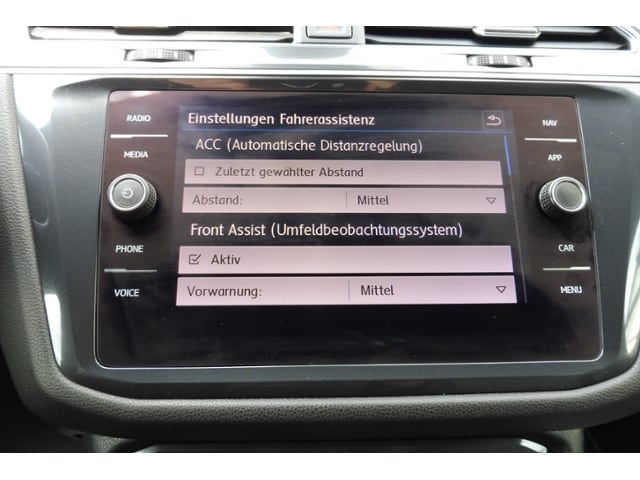 RADIO
MEDIA
PHONE
VOICE
Einstellungen Fahrerassistenz
ACC (Automatische Distanzregelung)
Zuletzt gewählter Abstand
Abstand: Mittel
Front Assist (Umfeldbeobachtungssystem)
Aktiv
Vorwarnung: Mittel
NAV
APP
CAR
MENU